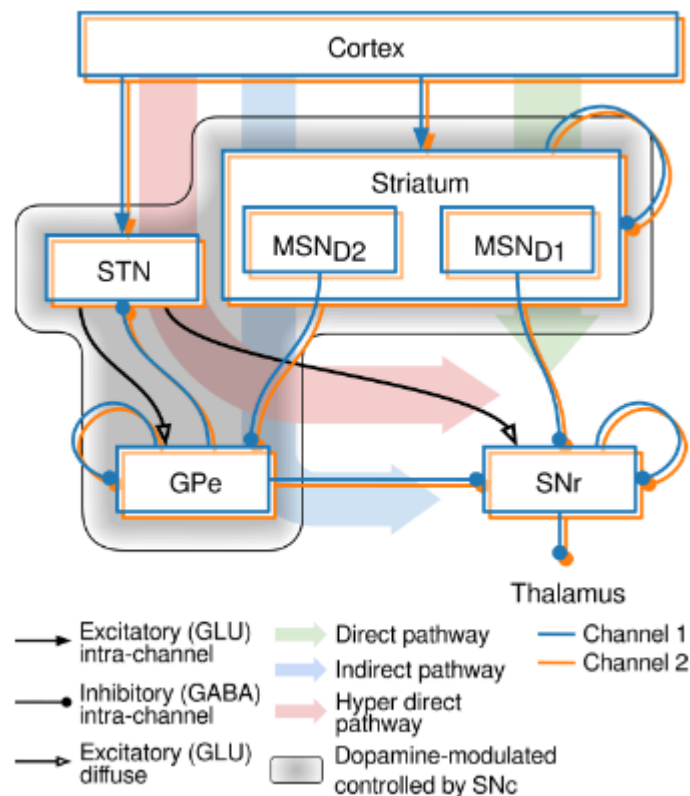 Cortex
Striatum
MSND2
MSND1
STN
GPe
SNr
Thalamus
Excitatory (GLU)
intra-channel
Inhibitory (GABA)
intra-channel
Excitatory (GLU)
diffuse
Direct pathway
Indirect pathway
Hyper direct
pathway
Dopamine-modulated
controlled by SNc
Channel 1
Channel 2